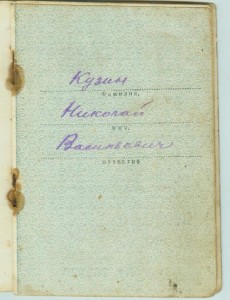 Кузин
Фамилия,
Николай
имя,
Васильевич
отчество